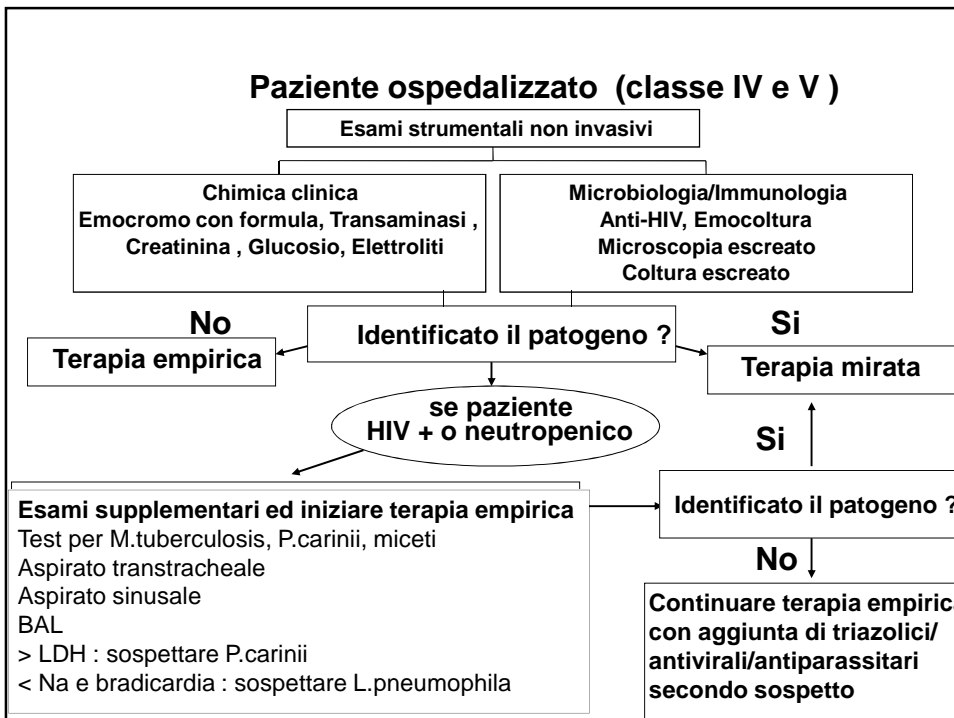 Paziente ospedalizzato (classe IV e V )
Esami strumentali non invasivi
Chimica clinica
Emocromo con formula, Transaminasi ,
Creatinina , Glucosio, Elettroliti
Microbiologia/Immunologia
Anti-HIV, Emocoltura
Microscopia escreato
Coltura escreato
No
Identificato il patogeno ?
Si
Terapia empirica
Terapia mirata
se paziente
HIV + o neutropenico
Si
Esami supplementari ed iniziare terapia empirica
Test per M.tuberculosis, P.carinii, miceti
Aspirato transtracheale
Aspirato sinusale
BAL
> LDH : sospettare P.carinii
< Na e bradicardia : sospettare L.pneumophila
Identificato il patogeno ?
No
Continuare terapia empirica
con aggiunta di triazolici/
antivirali/antiparassitari
secondo sospetto